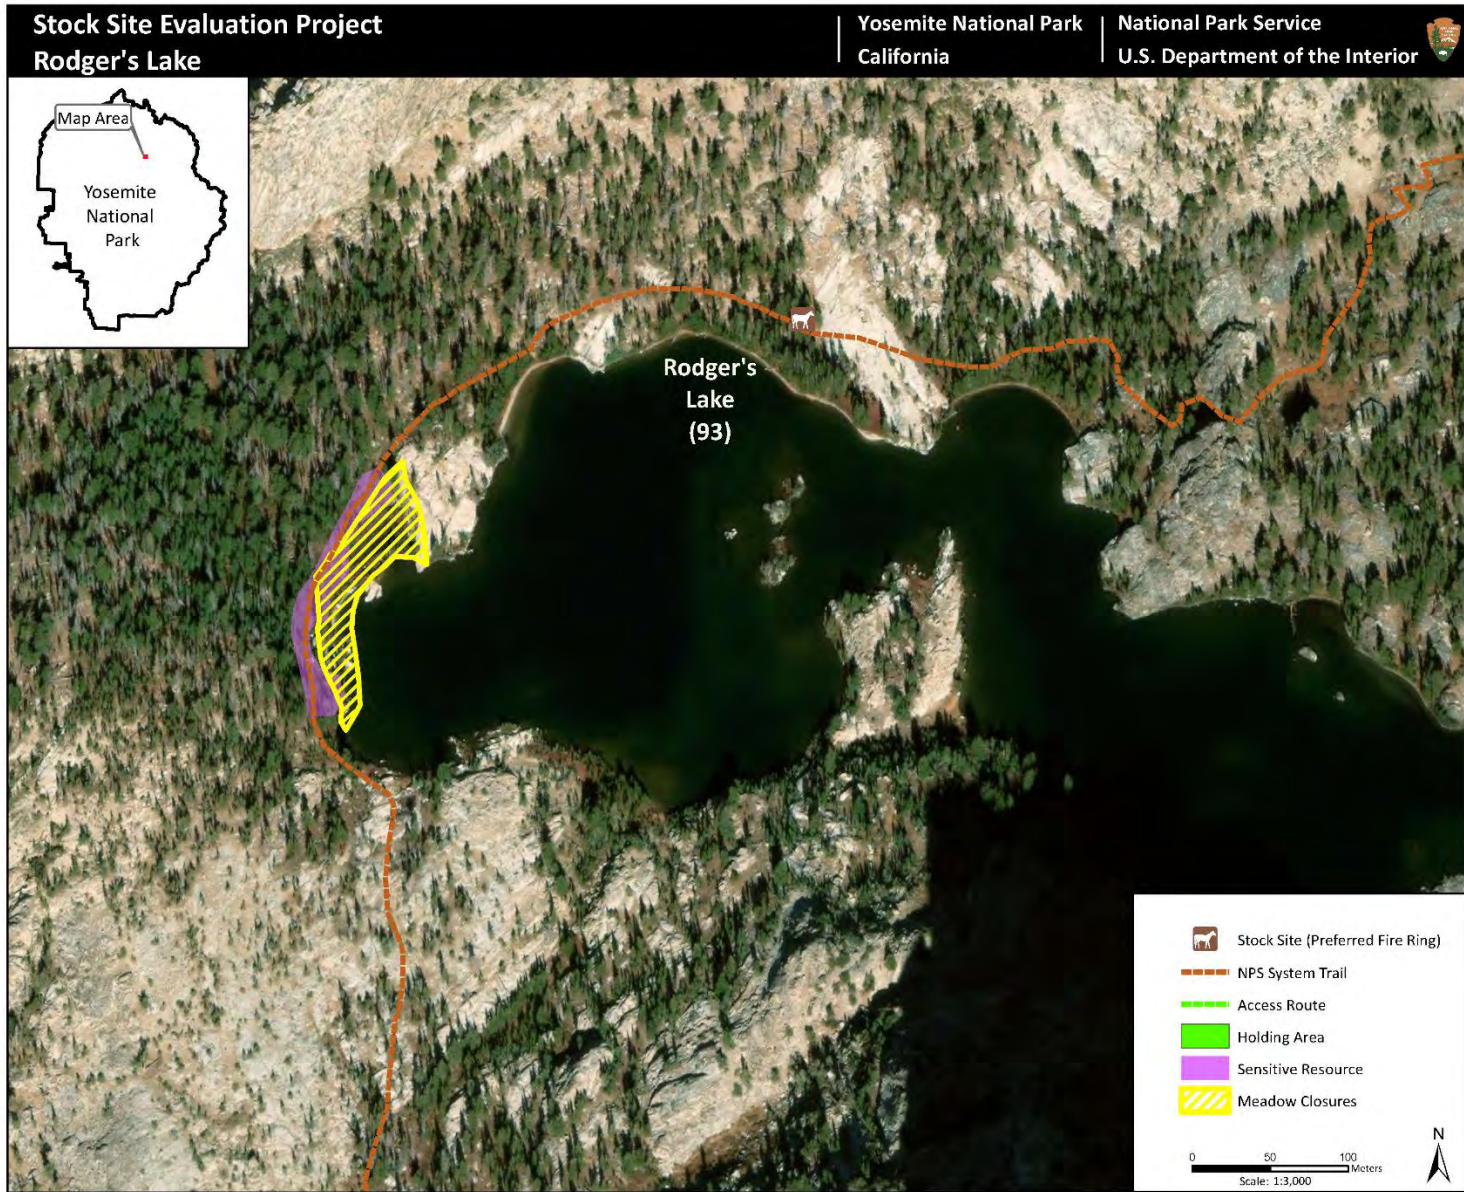 Stock Site Evaluation Project
Rodger's Lake
Yosemite National Park
California
National Park Service
U.S. Department of the Interior
Map Area
Yosemite
National
Park
Rodger's
Lake
(93)
Stock Site (Preferred Fire Ring)
NPS System Trail
Access Route
Holding Area
Sensitive Resource
Meadow Closures
N
0 50 100
Meters
Scale: 1:3,000